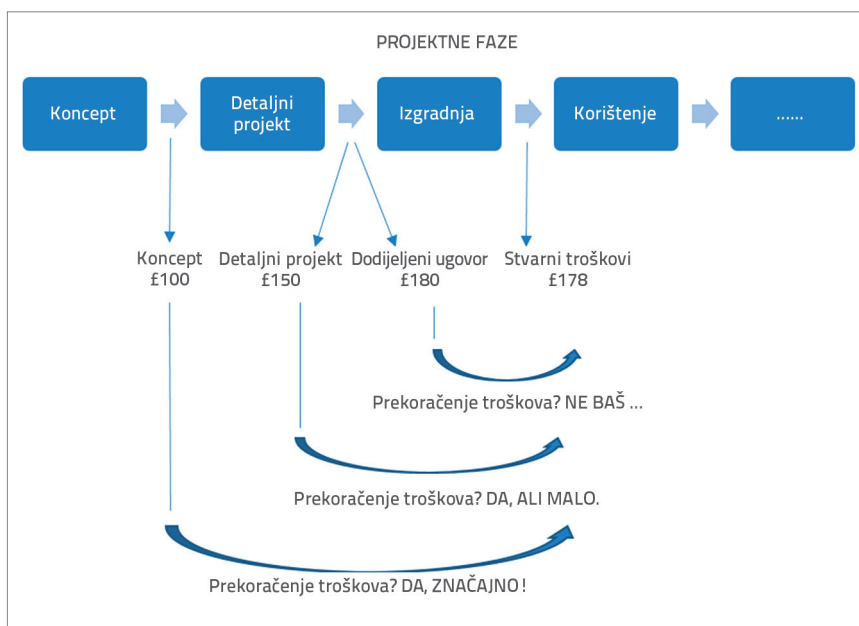 PROJEKTNE FAZE
Koncept
Detaljni
projekt
Izgradnja
Korištenje
......
Koncept
£100
Detaljni projekt
£150
Dodijeljeni ugovor
£180
Stvarni troškovi
£178
Prekoračenje troškova? NE BAŠ ...
Prekoračenje troškova? DA, ALI MALO.
Prekoračenje troškova? DA, ZNAČAJNO!